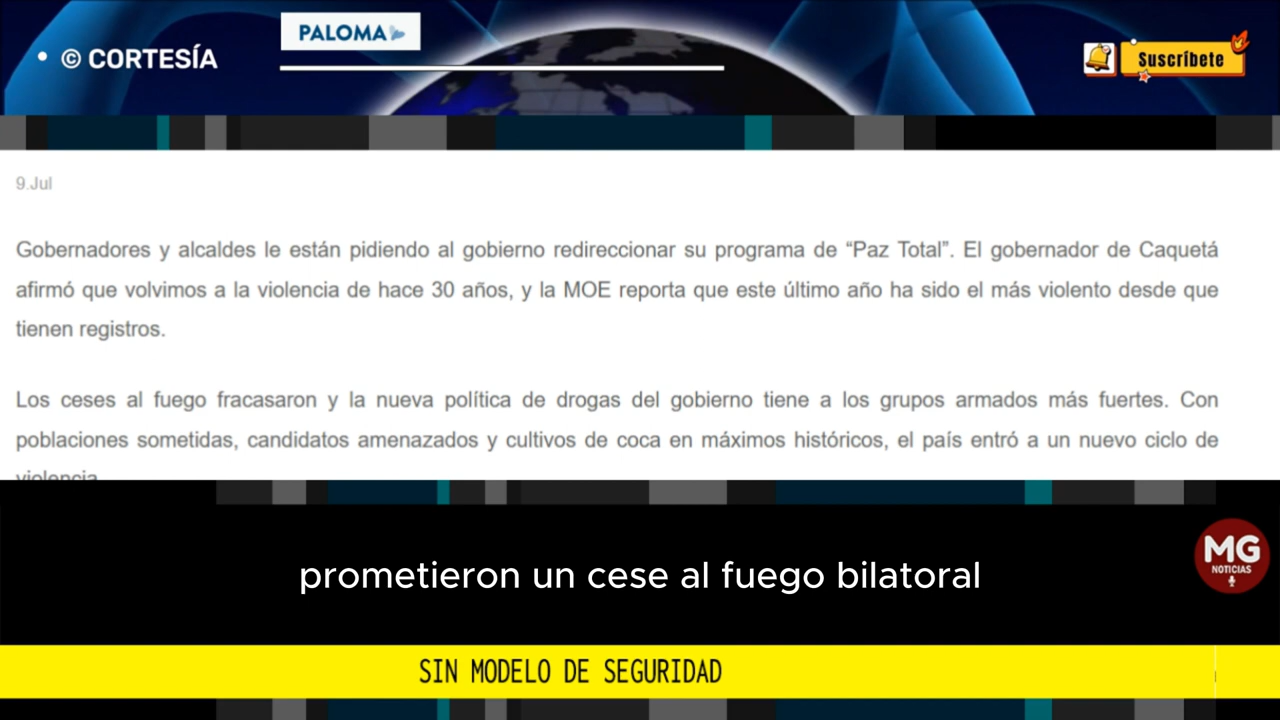 PALOMA
• © CORTESÍA
Suscríbete
9.Jul
Gobernadores y alcaldes le están pidiendo al gobierno redireccionar su programa de “Paz Total”. El gobernador de Caquetá
afirmó que volvimos a la violencia de hace 30 años, y la MOE reporta que este último año ha sido el más violento desde que
tienen registros.
Los ceses al fuego fracasaron y la nueva política de drogas del gobierno tiene a los grupos armados más fuertes. Con
poblaciones sometidas, candidatos amenazados y cultivos de coca en máximos históricos, el país entró a un nuevo ciclo de
violencia
prometieron un cese al fuego bilatoral
MG
NOTICIAS
SIN MODELO DE SEGURIDAD